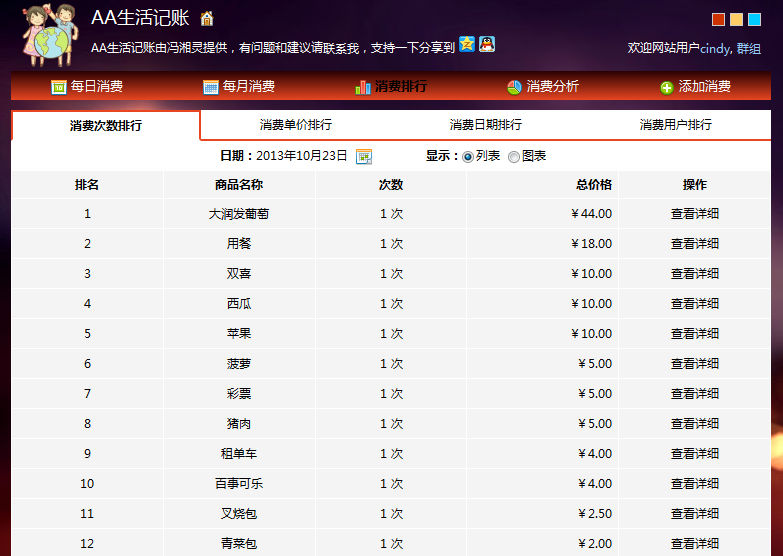 AA生活记账
AA生活记账由冯湘灵提供，有问题和建议请联系我，支持一下分享到
欢迎网站用户cindy, 群组
每日消费 每月消费 消费排行 消费分析 添加消费
消费次数排行 消费单价排行 消费日期排行 消费用户排行
日期：2013年10月23日 显示： 列表 图表
排名 商品名称 次数 总价格 操作
1 大润发葡萄 1 次 ￥44.00 查看详细
2 用餐 1 次 ￥18.00 查看详细
3 双喜 1 次 ￥10.00 查看详细
4 西瓜 1 次 ￥10.00 查看详细
5 苹果 1 次 ￥10.00 查看详细
6 菠萝 1 次 ￥5.00 查看详细
7 彩票 1 次 ￥5.00 查看详细
8 猪肉 1 次 ￥5.00 查看详细
9 租单车 1 次 ￥4.00 查看详细
10 百事可乐 1 次 ￥4.00 查看详细
11 叉烧包 1 次 ￥2.50 查看详细
12 青菜包 1 次 ￥2.00 查看详细